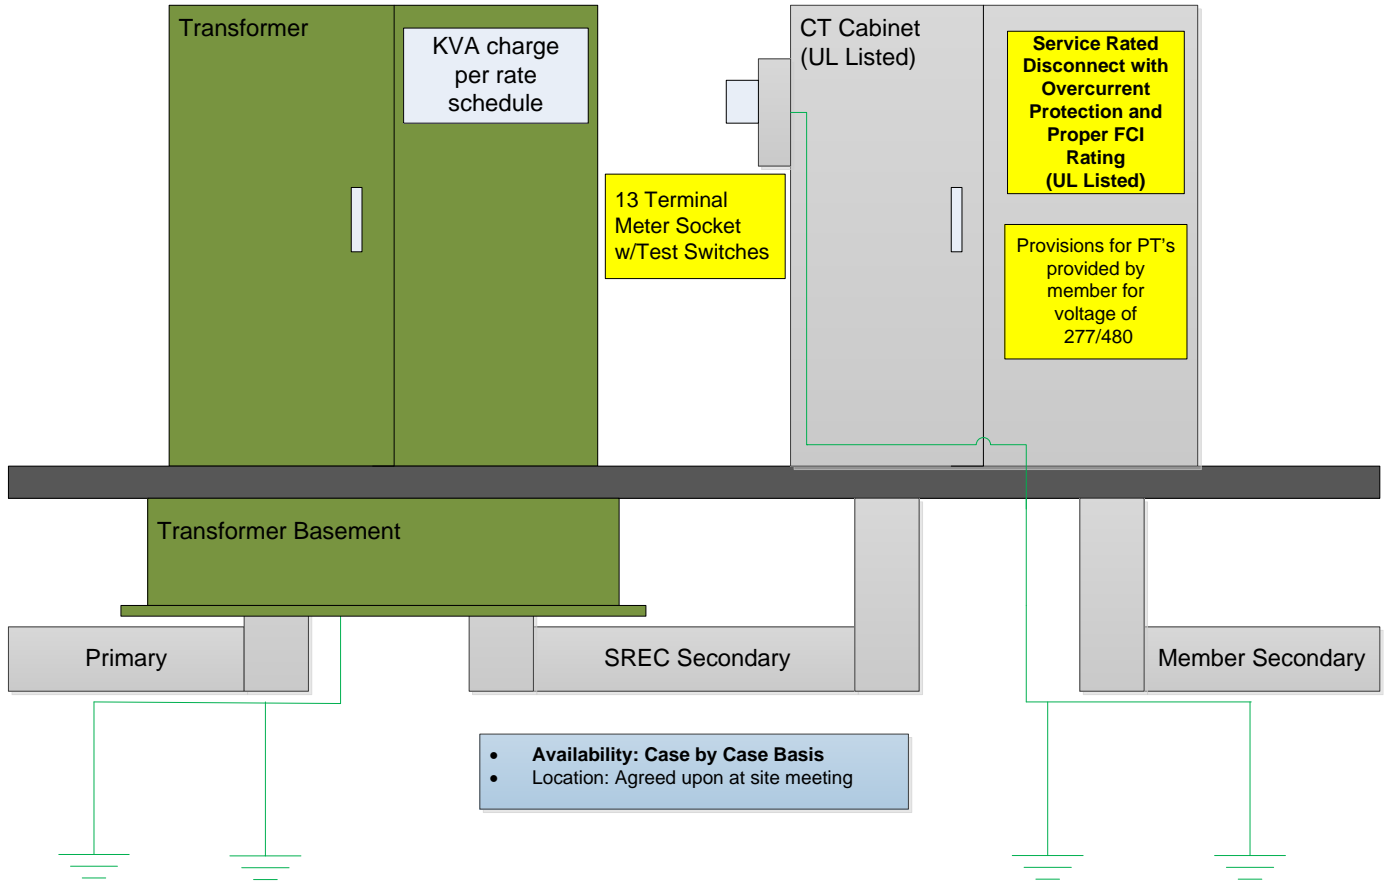 Transformer
KVA charge
per rate
schedule
CT Cabinet
(UL Listed)
Service Rated
Disconnect with
Overcurrent
Protection and
Proper FCI
Rating
(UL Listed)
13 Terminal
Meter Socket
w/Test Switches
Provisions for PT's
provided by
member for
voltage of
277/480
Transformer Basement
Primary
SREC Secondary
Member Secondary
• Availability: Case by Case Basis
• Location: Agreed upon at site meeting